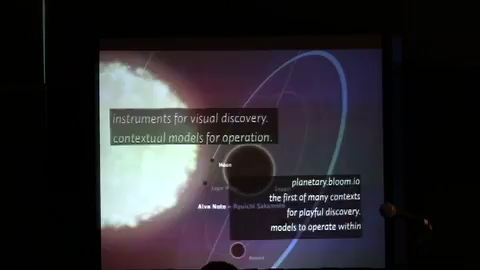 instruments for visual discovery.
contextual models for operation.
Moon
Alva Noto – Ryuichi Sakamoto
planetary.bloom.io
the first of many contexts
for playful discovery.
models to operate within